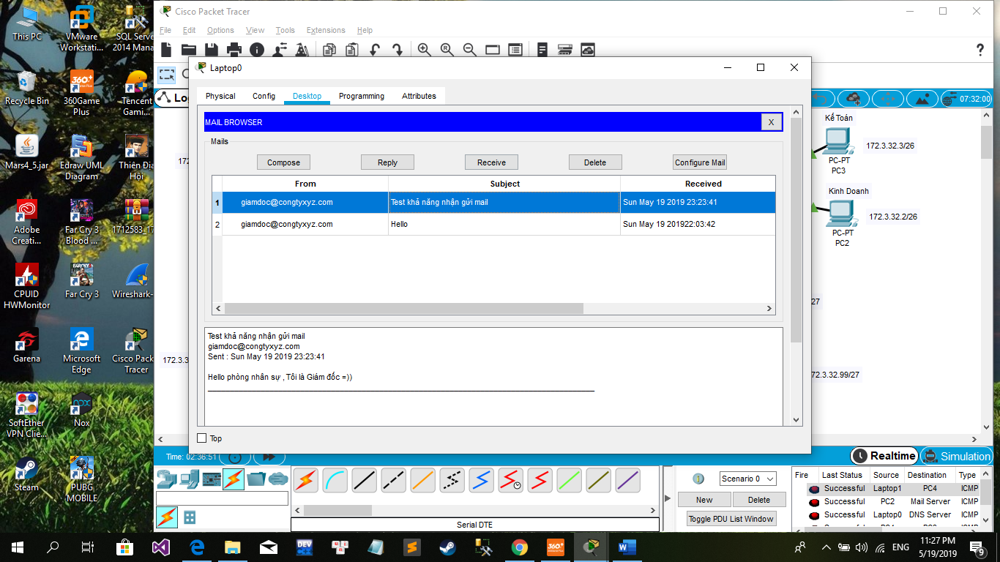 This PC
VMware
Workstati...
SQL Serve
2014 Mana
Recycle Bin
360Game
Plus
Tencent
Gami...
Mars4_5.jar
Edraw UML
Diagram
Thiên Địa
Hội
Adobe
Creati...
Far Cry 3
Blood ...
1712583_17
CPUID
HWMonitor
Far Cry 3
Wireshark-
Garena
Microsoft
Edge
Cisco Pack
Tracer
SoftEther
VPN Clie...
Nox
Steam
PUBG
MOBILE
Cisco Packet Tracer
File Edit Options View Tools Extensions Help
Lo
07:32:00
Laptop0
Physical Config Desktop Programming Attributes
MAIL BROWSER X
Mails
Compose Reply Receive Delete Configure Mail
From Subject Received
1 giamdoc@congtyxyz.com Test khả năng nhận gửi mail Sun May 19 2019 23:23:41
2 giamdoc@congtyxyz.com Hello Sun May 19 201922:03:42
Test khả năng nhận gửi mail
giamdoc@congtyxyz.com
Sent : Sun May 19 2019 23:23:41
Hello phòng nhân sự , Tôi là Giám đốc =))
Top
172
172.3.3
Kế Toán
172.3.32.3/26
PC-PT
PC3
Kinh Doanh
172.3.32.2/26
PC-PT
PC2
27
72.3.32.99/27
Time: 02:36:51
Realtime Simulation
Scenario 0
New Delete
Toggle PDU List Window
Serial DTE
Fire Last Status Source Destination Type
Successful Laptop1 PC4 ICMP
Successful PC2 Mail Server ICMP
Successful Laptop0 DNS Server ICMP
DEV
360+
ENG
11:27 PM
5/19/2019
9